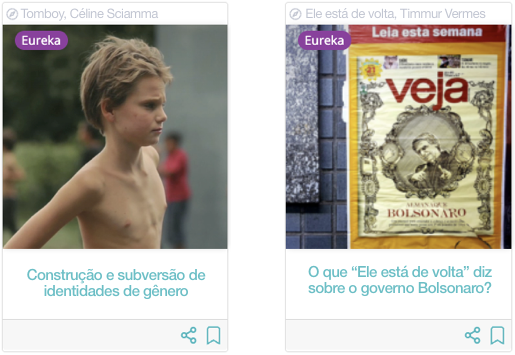 Tomboy, Céline Sciamma
Eureka
Construção e subversão de
identidades de gênero
Ele está de volta, Timmur Vermes
Eureka
Leia esta semana
veja
ALMANAQUE
BOLSONARO
O que “Ele está de volta” diz
sobre o governo Bolsonaro?